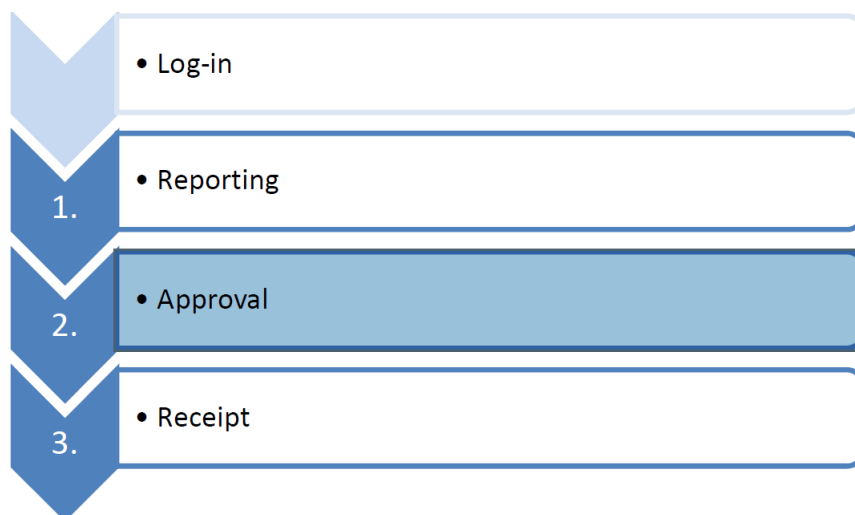 • Log-in
1. • Reporting
2. • Approval
3. • Receipt